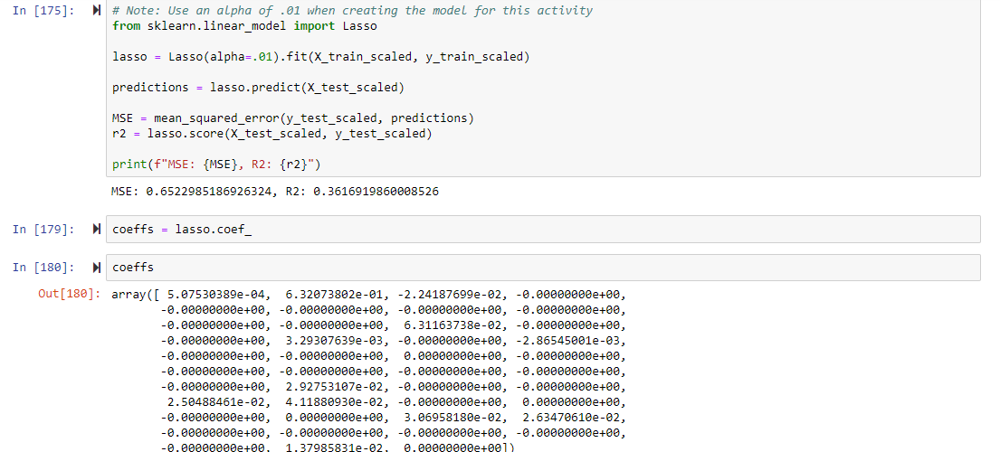 In [175]:
# Note: Use an alpha of .01 when creating the model for this activity
from sklearn.linear_model import Lasso
lasso = Lasso(alpha=.01).fit(X_train_scaled, y_train_scaled)
predictions = lasso.predict(X_test_scaled)
MSE = mean_squared_error(y_test_scaled, predictions)
r2 = lasso.score(X_test_scaled, y_test_scaled)
print(f"MSE: {MSE}, R2: {r2}")
MSE: 0.6522985186926324, R2: 0.3616919860008526
In [179]:
coeffs = lasso.coef_
In [180]:
coeffs
Out[180]:
array([ 5.07530389e-04,  6.32073802e-01, -2.24187699e-02, -0.00000000e+00,
-0.00000000e+00, -0.00000000e+00, -0.00000000e+00, -0.00000000e+00,
-0.00000000e+00, -0.00000000e+00,  6.31163738e-02, -0.00000000e+00,
-0.00000000e+00,  3.29307639e-03, -0.00000000e+00, -2.86545001e-03,
-0.00000000e+00, -0.00000000e+00,  0.00000000e+00, -0.00000000e+00,
-0.00000000e+00, -0.00000000e+00, -0.00000000e+00, -0.00000000e+00,
-0.00000000e+00,  2.92753107e-02, -0.00000000e+00, -0.00000000e+00,
2.50488461e-02,  4.11880930e-02, -0.00000000e+00,  0.00000000e+00,
-0.00000000e+00,  0.00000000e+00,  3.06958180e-02,  2.63470610e-02,
-0.00000000e+00, -0.00000000e+00, -0.00000000e+00, -0.00000000e+00,
-0.00000000e+00,  1.37985831e-02,  0.00000000e+00])